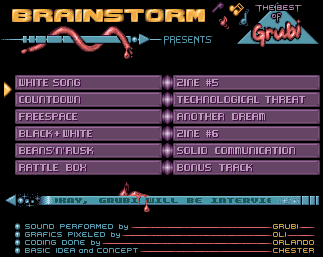 BRAINSTORM
PRESENTS
THE BEST
OF
Grubi
WHITE SONG
ZINE #5
COUNTDOWN
TECHNOLOGICAL THREAT
FREESPACE
ANOTHER DREAM
BLACK+WHITE
ZINE #6
BEANS'N'RUSK
SOLID COMMUNICATION
RATTLE BOX
BONUS TRACK
OKAY, GRUBI WILL BE INTERVIE
SOUND PERFORMED by GRUBI
GRAFICS PIXELED by OLI
CODING DONE by ORLANDO
BASIC IDEA and CONCEPT CHESTER